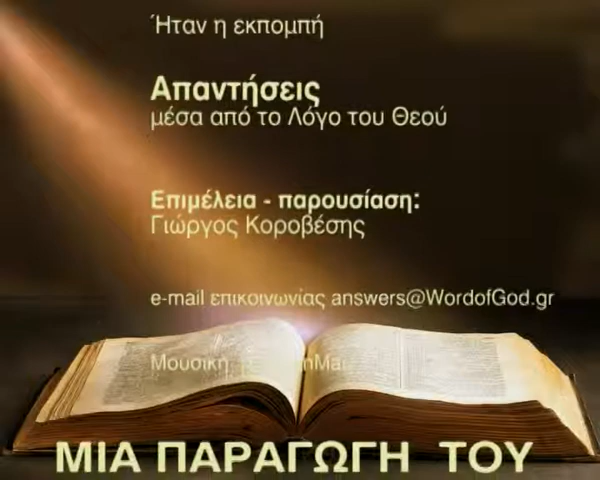 Ήταν η εκπομπή
Απαντήσεις
μέσα από το Λόγο του Θεού
Επιμέλεια - παρουσίαση:
Γιώργος Κοροβέσης
e-mail επικοινωνίας answers@WordofGod.gr
Μουσική
ΜΙΑ ΠΑΡΑΓΩΓΗ ΤΟΥ